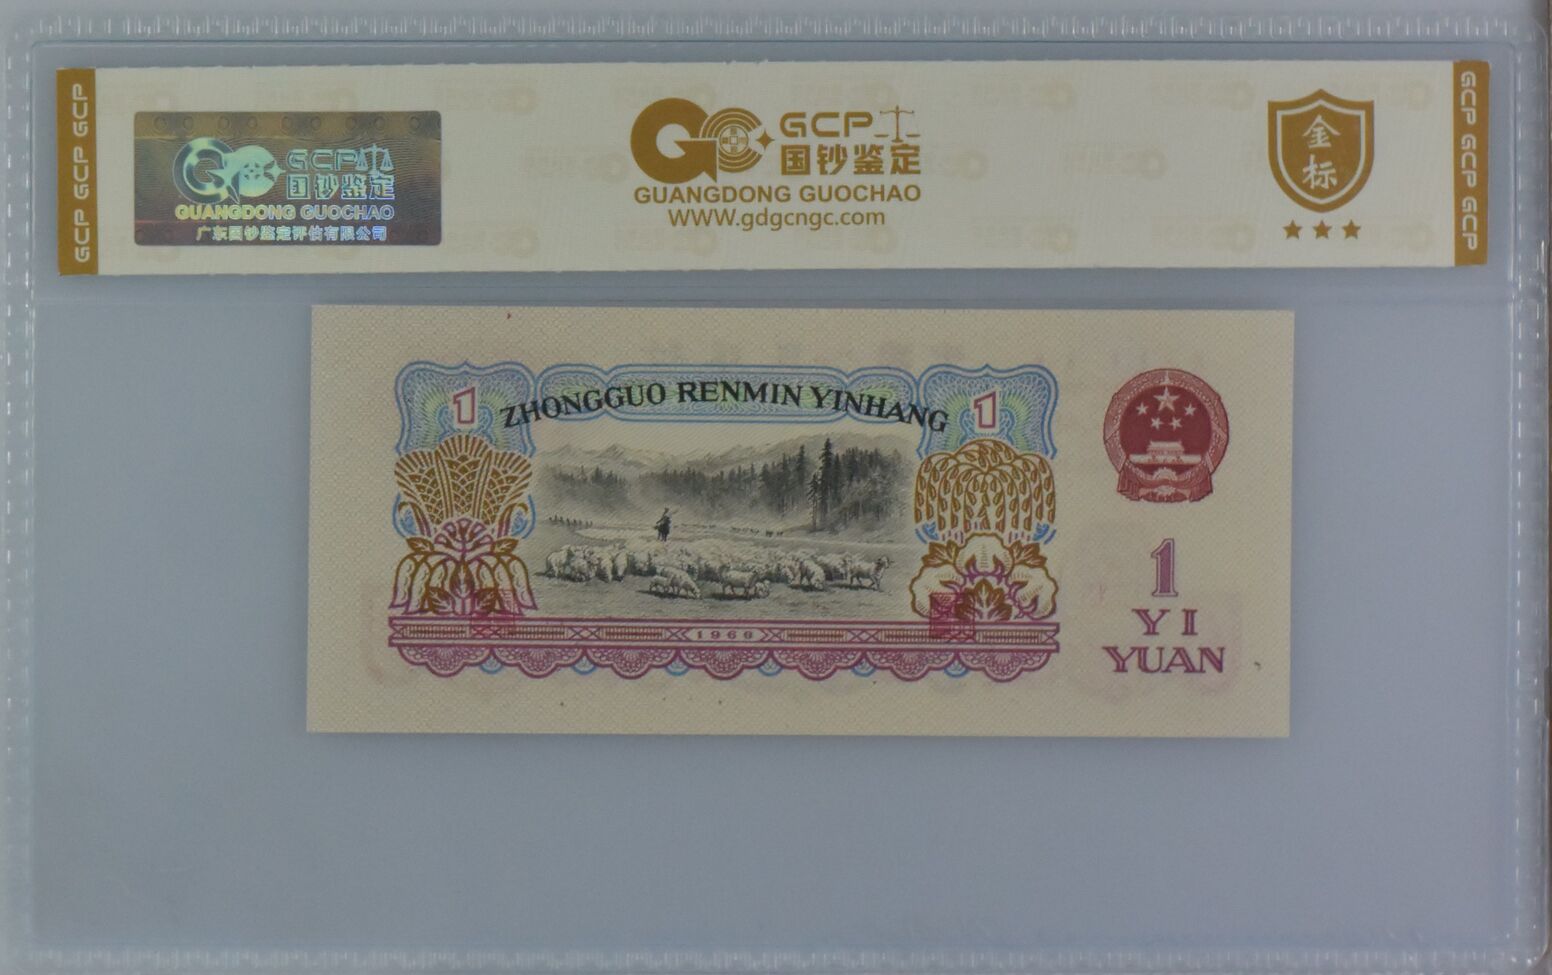 GCP GCP GCP
GCP
国钞鉴定
GUANGDONG GUOCHAO
广东国钞鉴定评估有限公司
GCP
国钞鉴定
GUANGDONG GUOCHAO
WWW.gdgcngc.com
金
标
GCP GCP GCP
1
ZHONGGUO RENMIN YINHANG
1
1960
1
YI
YUAN